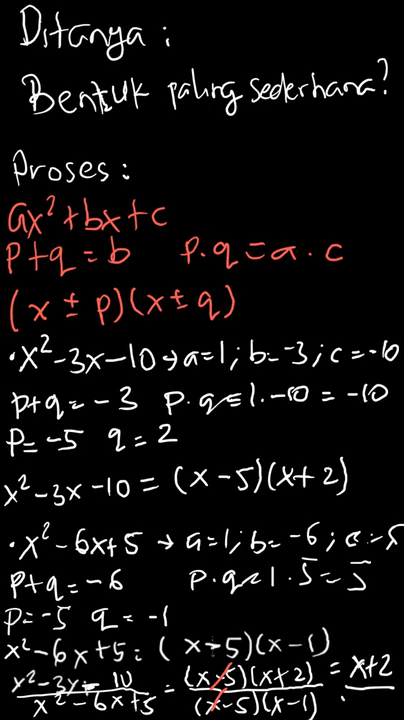 Ditanya :
Bentuk paling sederhana?
Proses :
ax² + bx + c
p+q = b p.q = a . c
(x ± p)(x ± q)
• x² - 3x - 10 → a = 1 ; b = -3 ; c = -10
p+q = -3 p.q = 1 . -10 = -10
p = -5 q = 2
x² - 3x - 10 = (x - 5)(x + 2)
• x² - 6x + 5 → a = 1 ; b = -6 ; c = 5
p+q = -6 p.q = 1 . 5 = 5
p = -5 q = -1
x² - 6x + 5 = (x - 5)(x - 1)
x² - 3x - 10 / x² - 6x + 5 = (x-5)(x+2) / (x-5)(x-1) = x+2